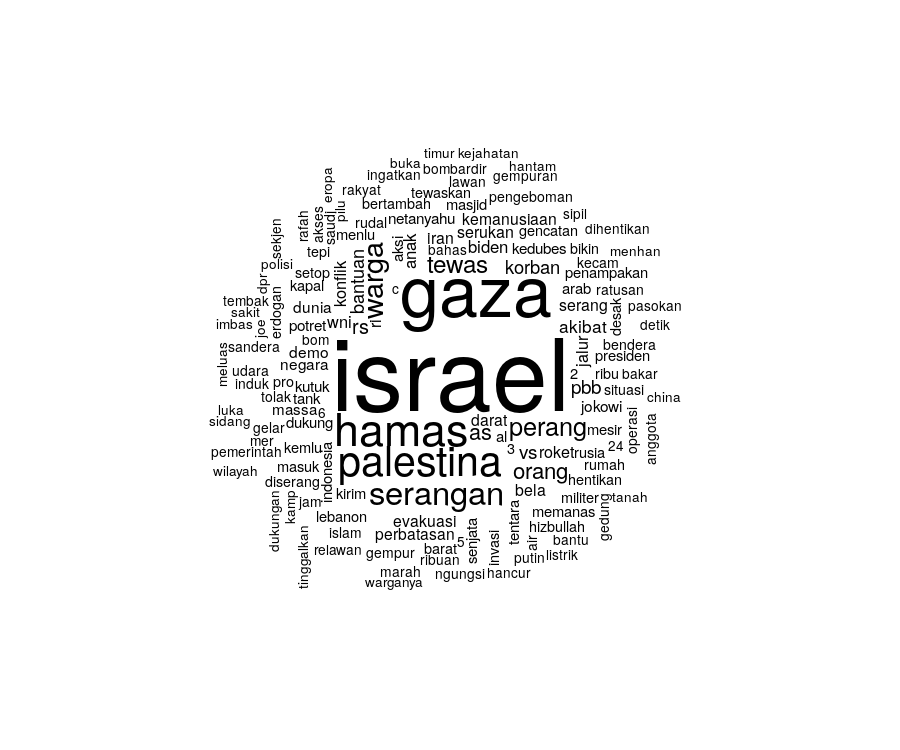 timur kejahatan
buka bombardir hantam
ingatkan lawan gempuran
eropa rakyat tewaskan pengeboman
bertambah masjid
rafah akses saudi pilu rudal netanyahu kemanusiaan sipil
sekjen menlu aksi anak iran serukan gencatan dihentikan
tepi bahas biden kedubes bikin menhan
polisi setop konflik bantuan warga tewas korban kecam
dpr kapal penampakan
c gaza arab ratusan
tembak erdogan dunia serang desak pasokan
sakit
imbas joe potret wni rs ri akibat detik
bom
meluas sandera demo israel jalur bendera
negara presiden
udara 2 ribu bakar
induk pro kutuk pbb situasi
tolak tank china
luka massa 6 jokowi
sidang gelar dukung hamas as darat al perang mesir operasi anggota
mer
pemerintah kemlu indonesia palestina 3 vs roket rusia 24
wilayah masuk orang rumah
diserang hentikan
dukungan kamp jam kirim serangan bela militer tanah
lebanon evakuasi senjata tentara memanas gedung
islam perbatasan 5 invasi air hizbullah
bantu
tinggalkan relawan gempur barat putin listrik
ribuan
marah ngungsi hancur
warganya